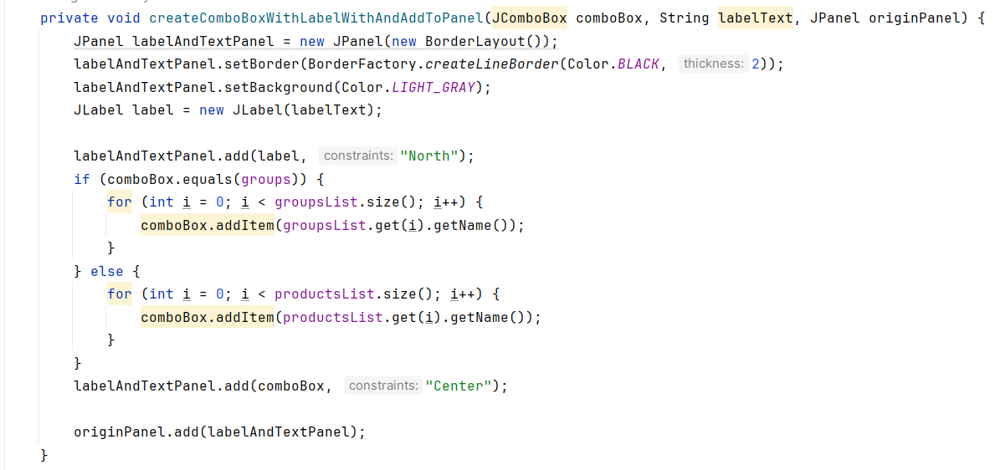 private void createComboBoxWithLabelWithAndAddToPanel(JComboBox comboBox, String labelText, JPanel originPanel) {
JPanel labelAndTextPanel = new JPanel(new BorderLayout());
labelAndTextPanel.setBorder(BorderFactory.createLineBorder(Color.BLACK, thickness: 2));
labelAndTextPanel.setBackground(Color.LIGHT_GRAY);
JLabel label = new JLabel(labelText);
labelAndTextPanel.add(label, constraints: "North");
if (comboBox.equals(groups)) {
for (int i = 0; i < groupsList.size(); i++) {
comboBox.addItem(groupsList.get(i).getName());
}
} else {
for (int i = 0; i < productsList.size(); i++) {
comboBox.addItem(productsList.get(i).getName());
}
}
labelAndTextPanel.add(comboBox, constraints: "Center");
originPanel.add(labelAndTextPanel);
}